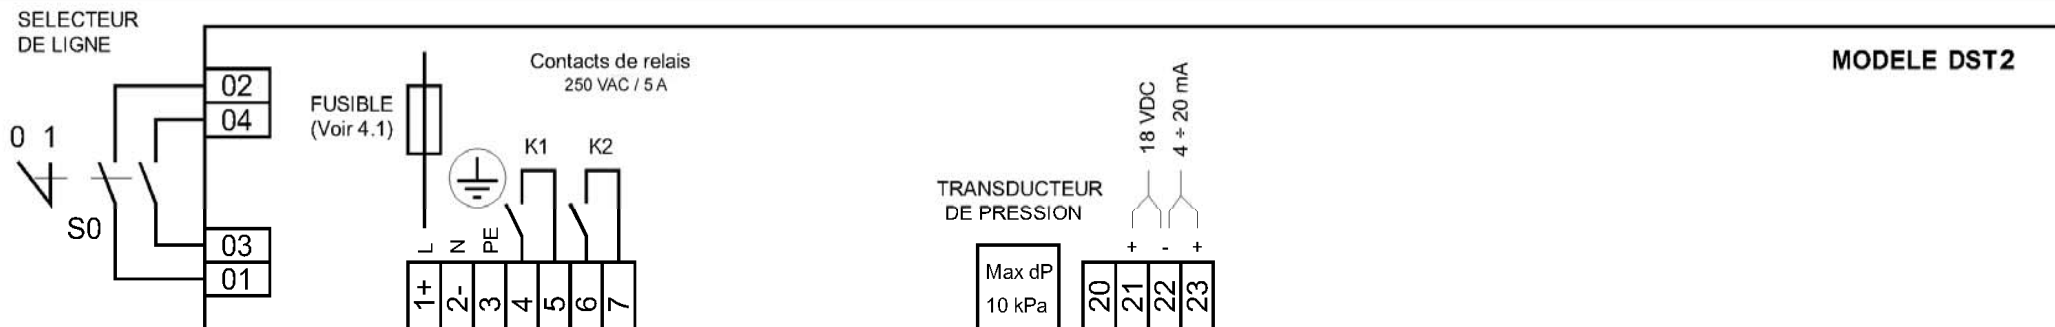 SELECTEUR
DE LIGNE
MODELE DST2
Contacts de relais
250 VAC / 5 A
02
04
FUSIBLE
(Voir 4.1)
18 VDC
4 ÷ 20 mA
0 1
K1
K2
TRANSDUCTEUR
DE PRESSION
S0
03
01
L
N
PE
+
-
+
Max dP
10 kPa
1+
2-
3
4
5
6
7
20
21
22
23